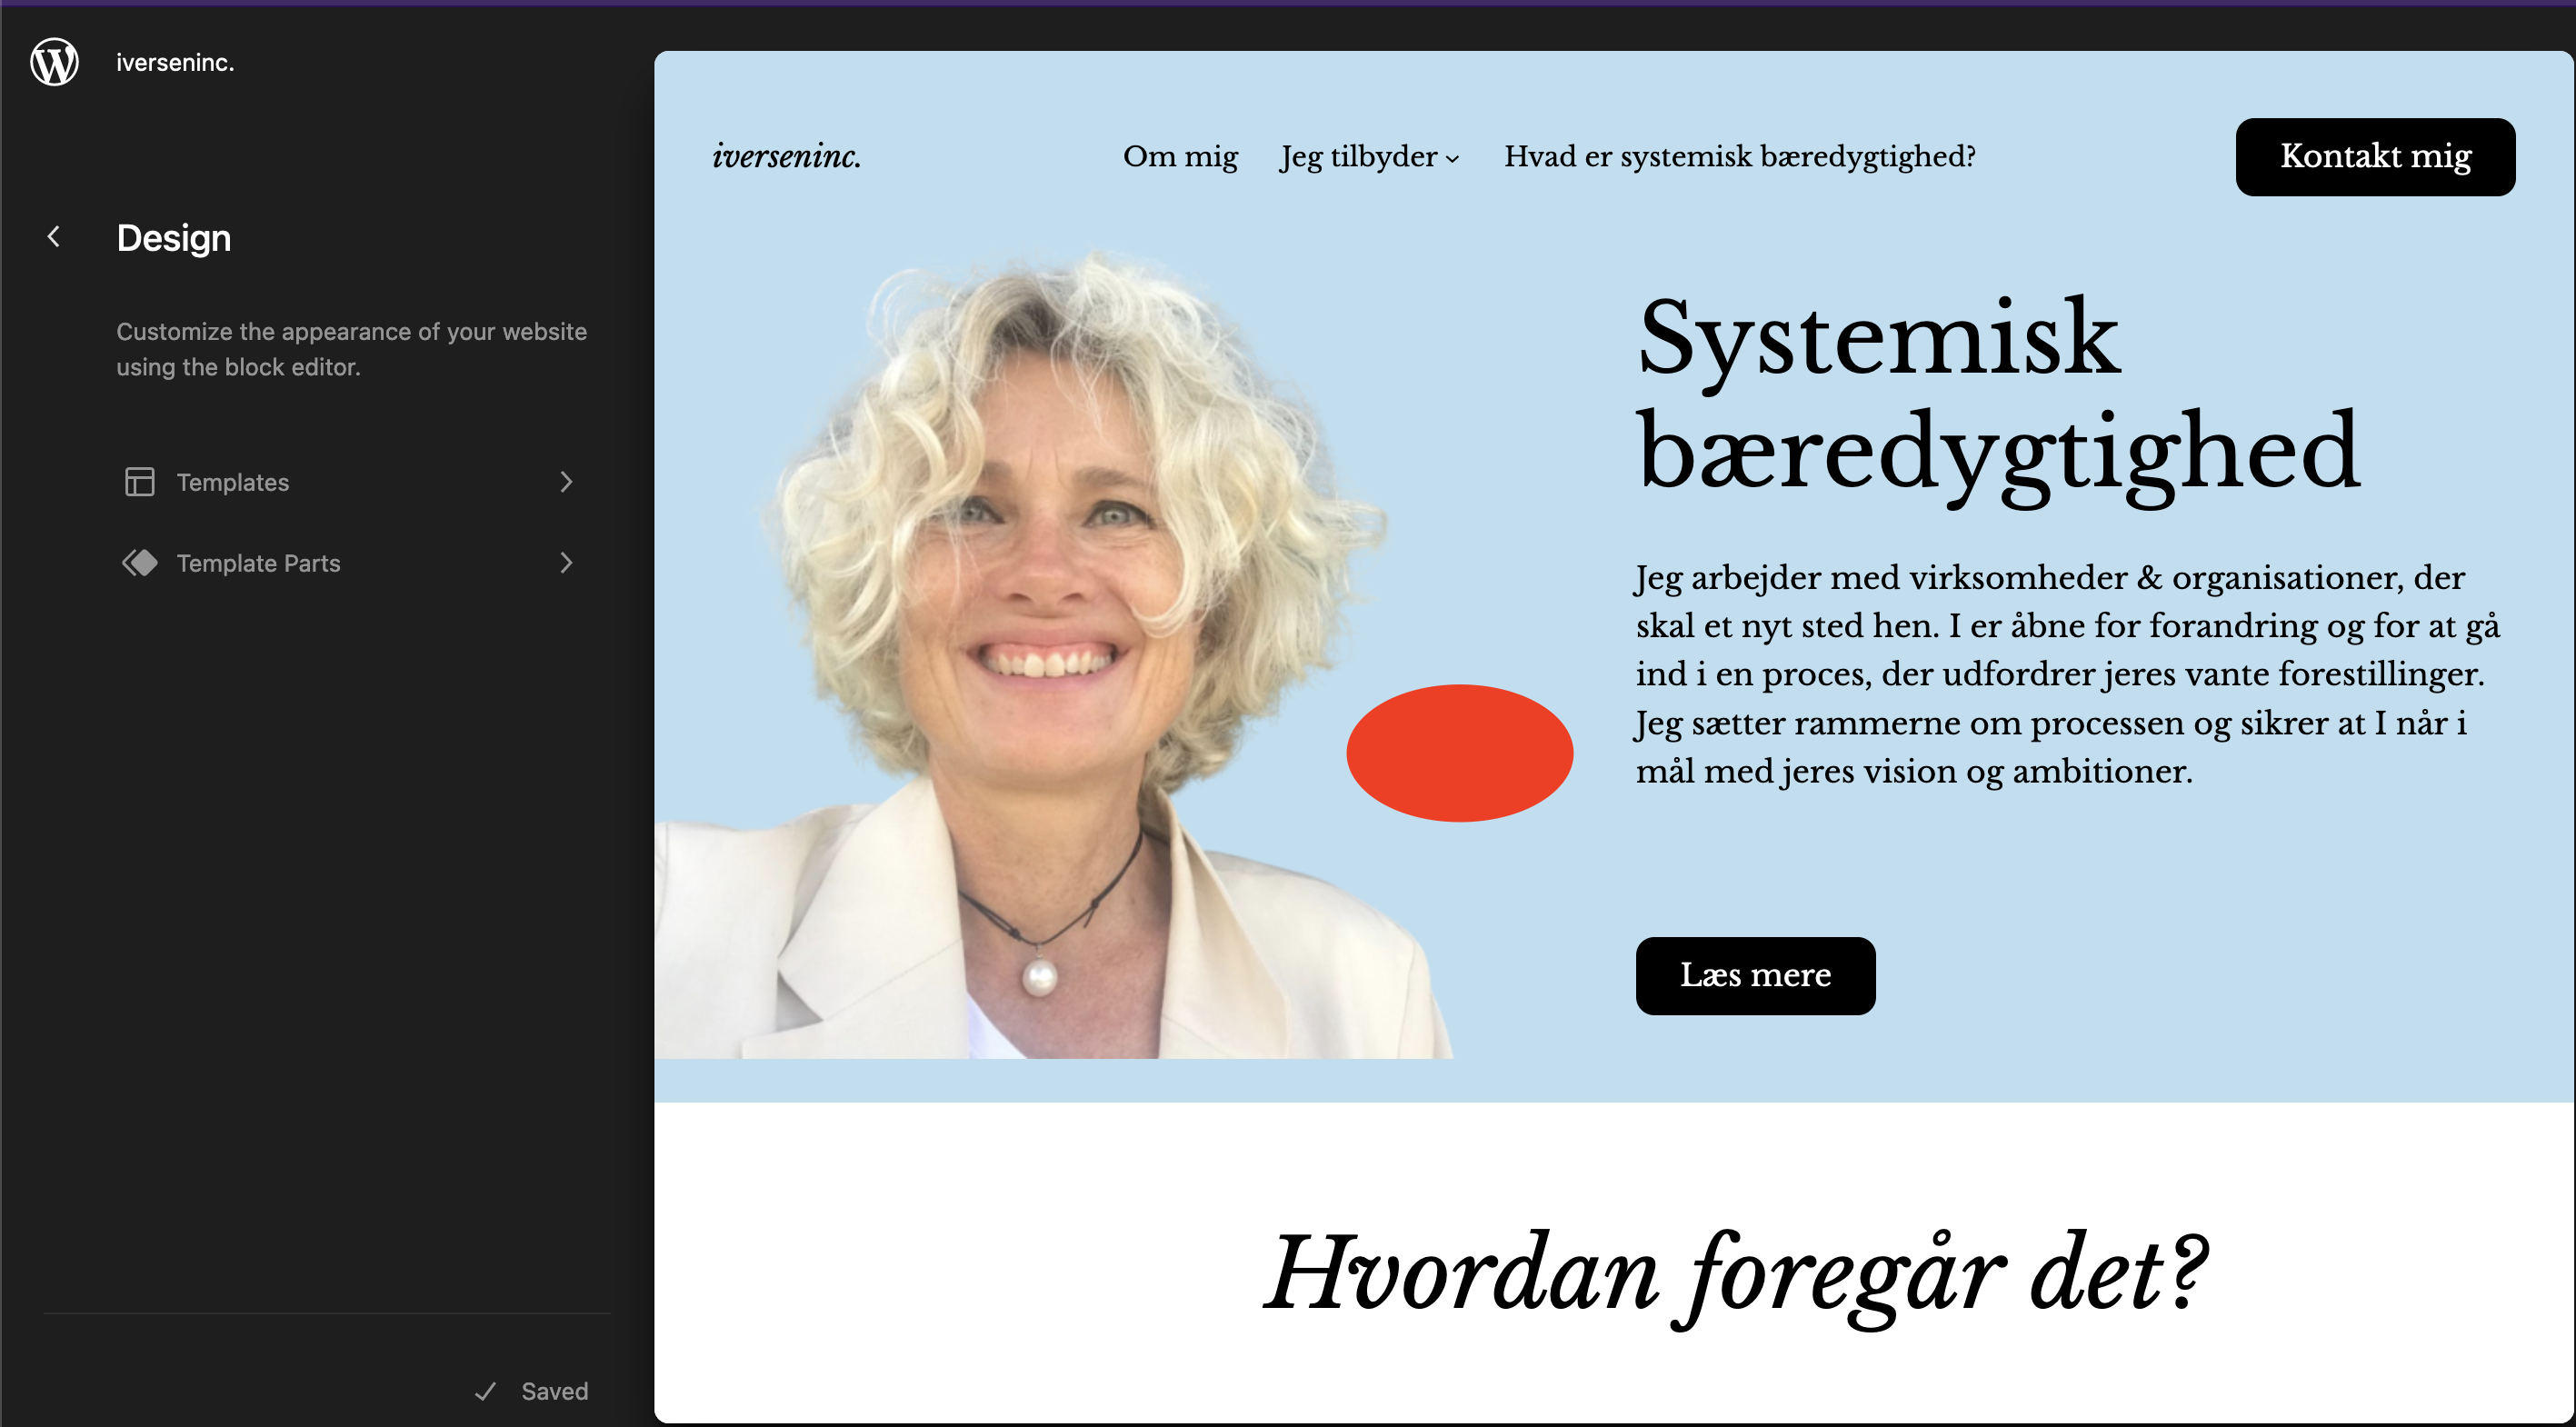 iverseninc.
Design
Customize the appearance of your website
using the block editor.
Templates
Template Parts
Saved
iverseninc.
Om mig
Jeg tilbyder
Hvad er systemisk bæredygtighed?
Kontakt mig
Systemisk
bæredygtighed
Jeg arbejder med virksomheder & organisationer, der
skal et nyt sted hen. I er åbne for forandring og for at gå
ind i en proces, der udfordrer jeres vante forestillinger.
Jeg sætter rammerne om processen og sikrer at I når i
mål med jeres vision og ambitioner.
Læs mere
Hvordan foregår det?